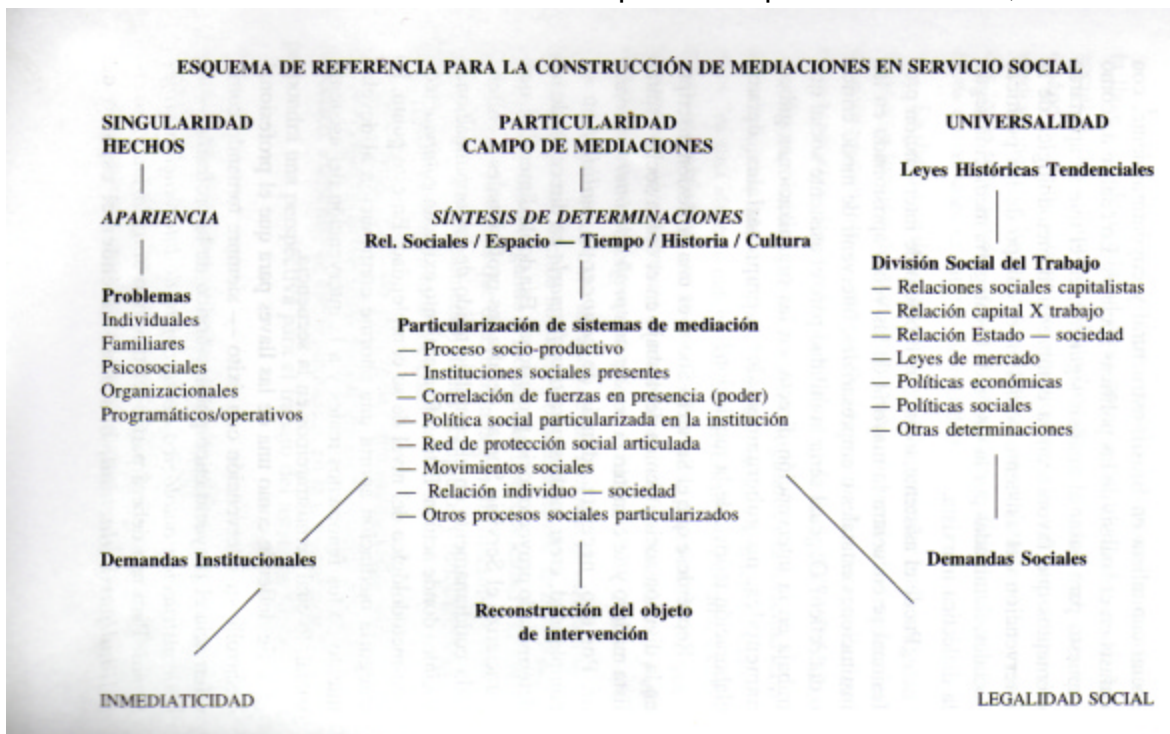 ESQUEMA DE REFERENCIA PARA LA CONSTRUCCIÓN DE MEDIACIONES EN SERVICIO SOCIAL
SINGULARIDAD
HECHOS
APARIENCIA
Problemas
Individuales
Familiares
Psicosociales
Organizacionales
Programáticos/operativos
Demandas Institucionales
INMEDIATICIDAD
PARTICULARIDAD
CAMPO DE MEDIACIONES
SÍNTESIS DE DETERMINACIONES
Rel. Sociales / Espacio — Tiempo / Historia / Cultura
Particularización de sistemas de mediación
— Proceso socio-productivo
— Instituciones sociales presentes
— Correlación de fuerzas en presencia (poder)
— Política social particularizada en la institución
— Red de protección social articulada
— Movimientos sociales
— Relación individuo — sociedad
— Otros procesos sociales particularizados
Reconstrucción del objeto
de intervención
UNIVERSALIDAD
Leyes Históricas Tendenciales
División Social del Trabajo
— Relaciones sociales capitalistas
— Relación capital X trabajo
— Relación Estado — sociedad
— Leyes de mercado
— Políticas económicas
— Políticas sociales
— Otras determinaciones
Demandas Sociales
LEGALIDAD SOCIAL